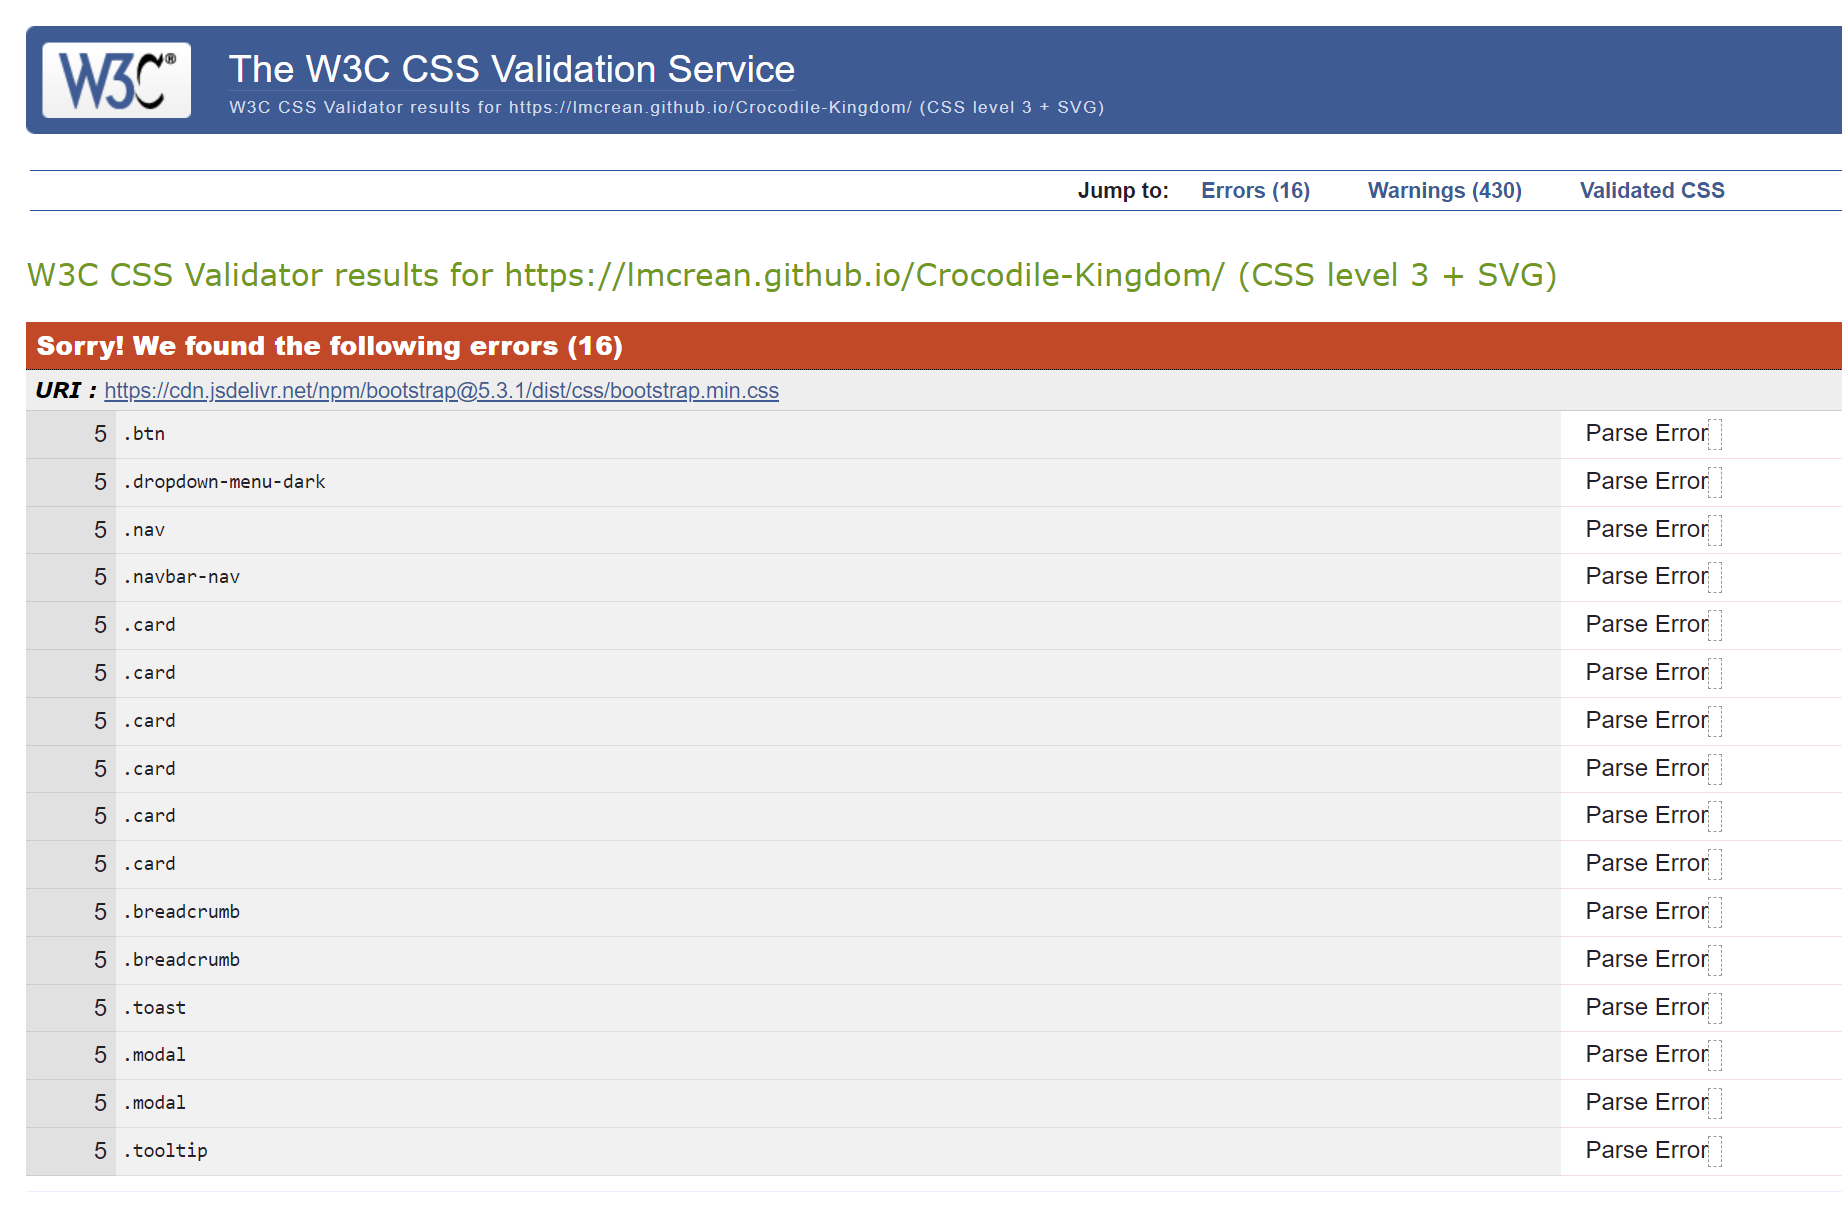 W3C®
The W3C CSS Validation Service
W3C CSS Validator results for https://lmcrean.github.io/Crocodile-Kingdom/ (CSS level 3 + SVG)
Jump to: Errors (16) Warnings (430) Validated CSS
W3C CSS Validator results for https://lmcrean.github.io/Crocodile-Kingdom/ (CSS level 3 + SVG)
Sorry! We found the following errors (16)
URI : https://cdn.jsdelivr.net/npm/bootstrap@5.3.1/dist/css/bootstrap.min.css
5 .btn Parse Error
5 .dropdown-menu-dark Parse Error
5 .nav Parse Error
5 .navbar-nav Parse Error
5 .card Parse Error
5 .card Parse Error
5 .card Parse Error
5 .card Parse Error
5 .card Parse Error
5 .card Parse Error
5 .breadcrumb Parse Error
5 .breadcrumb Parse Error
5 .toast Parse Error
5 .modal Parse Error
5 .modal Parse Error
5 .tooltip Parse Error